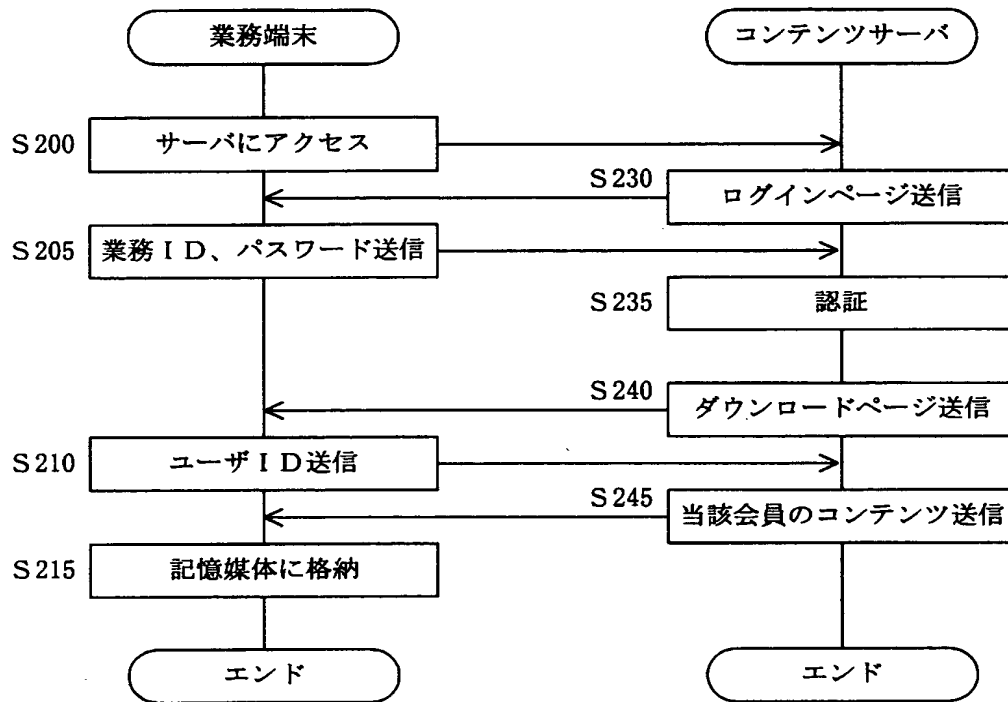 業務端末
コンテンツサーバ
S200
サーバにアクセス
S230
ログインページ送信
S205
業務ID、パスワード送信
S235
認証
S240
ダウンロードページ送信
S210
ユーザID送信
S245
当該会員のコンテンツ送信
S215
記憶媒体に格納
エンド
エンド